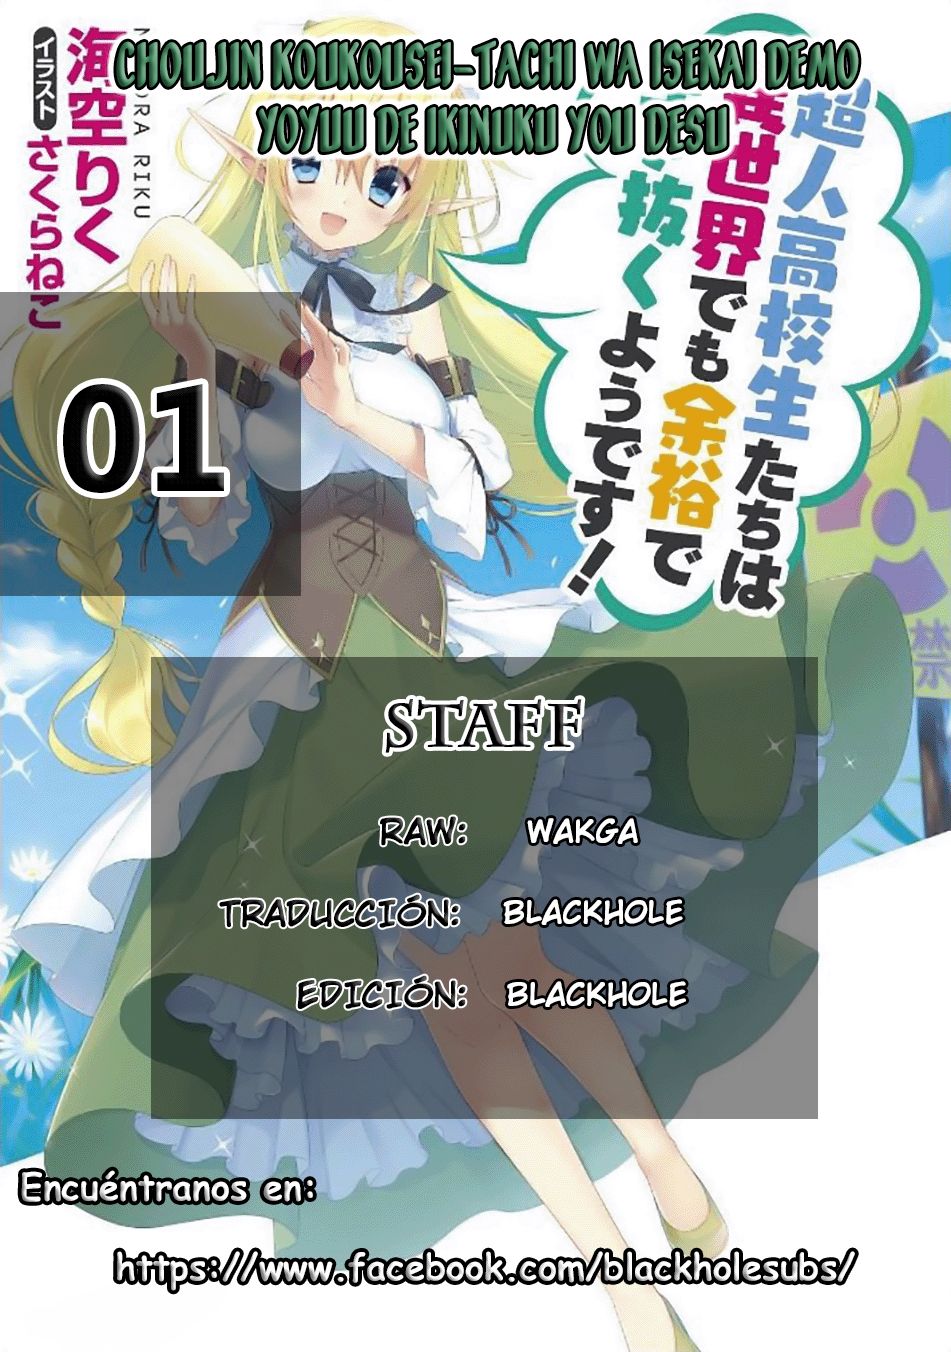 CHOUJIN KOUKOUSEI-TACHI WA ISEKAI DEMO
YOYUU DE IKINUKU YOU DESU
超人高校生たちは
世界でも余裕で
抜くようです!
海空りく
RIKU
イラスト
さくらねこ
01
禁
STAFF
RAW: WAKGA
TRADUCCIÓN: BLACKHOLE
EDICIÓN: BLACKHOLE
Encuéntranos en:
https://www.facebook.com/blackholesubs/